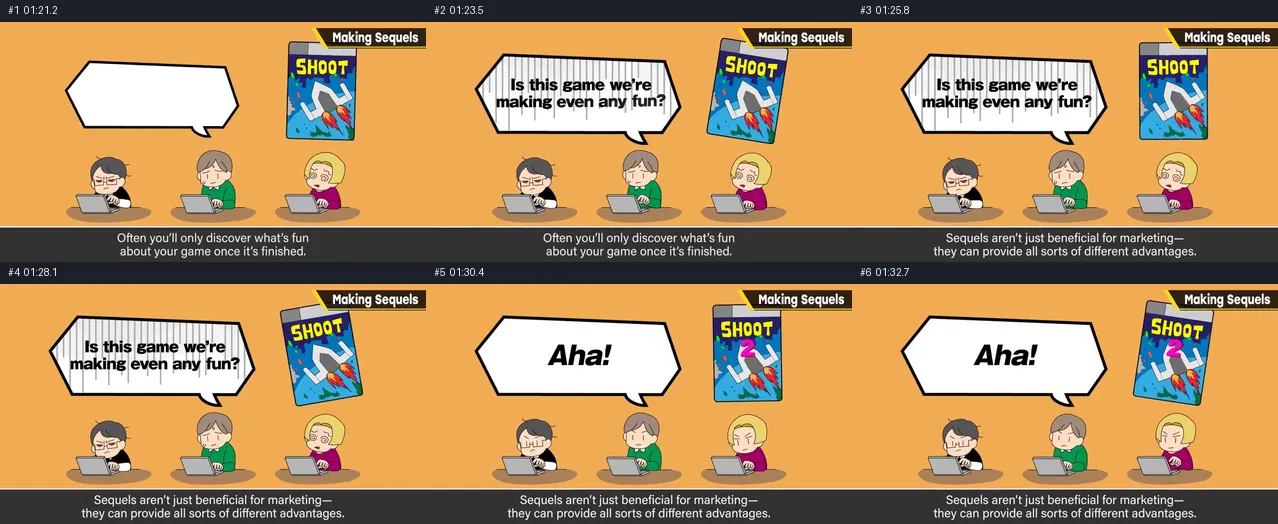 #1 01:21.2
Making Sequels
SHOOT
Often you'll only discover what's fun
about your game once it's finished.
#2 01:23.5
Making Sequels
SHOOT
Is this game we're
making even any fun?
Often you'll only discover what's fun
about your game once it's finished.
#3 01:25.8
Making Sequels
SHOOT
Is this game we're
making even any fun?
Sequels aren't just beneficial for marketing—
they can provide all sorts of different advantages.
#4 01:28.1
Making Sequels
SHOOT
Is this game we're
making even any fun?
Sequels aren't just beneficial for marketing—
they can provide all sorts of different advantages.
#5 01:30.4
Making Sequels
SHOOT
2
Aha!
Sequels aren't just beneficial for marketing—
they can provide all sorts of different advantages.
#6 01:32.7
Making Sequels
SHOOT
2
Aha!
Sequels aren't just beneficial for marketing—
they can provide all sorts of different advantages.